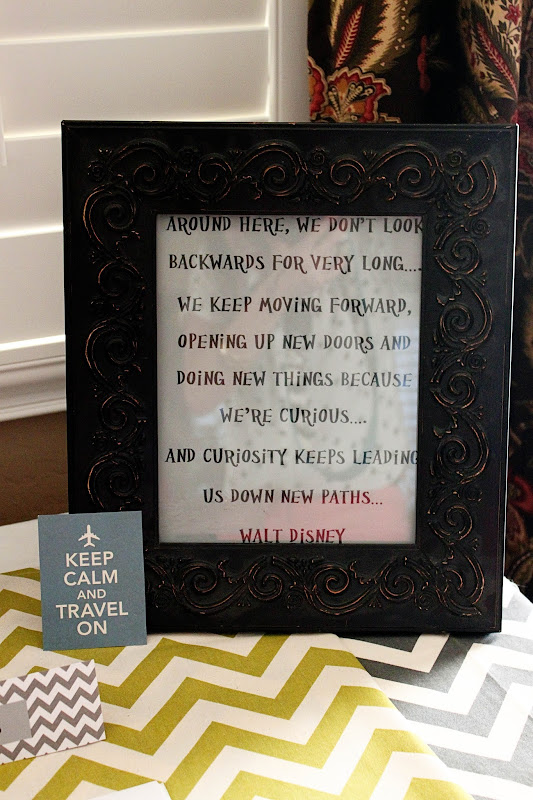 AROUND HERE, WE DON'T LOOK
BACKWARDS FOR VERY LONG....
WE KEEP MOVING FORWARD,
OPENING UP NEW DOORS AND
DOING NEW THINGS BECAUSE
WE'RE CURIOUS....
AND CURIOSITY KEEPS LEADING
US DOWN NEW PATHS...
WALT DISNEY
KEEP
CALM
AND
TRAVEL
ON